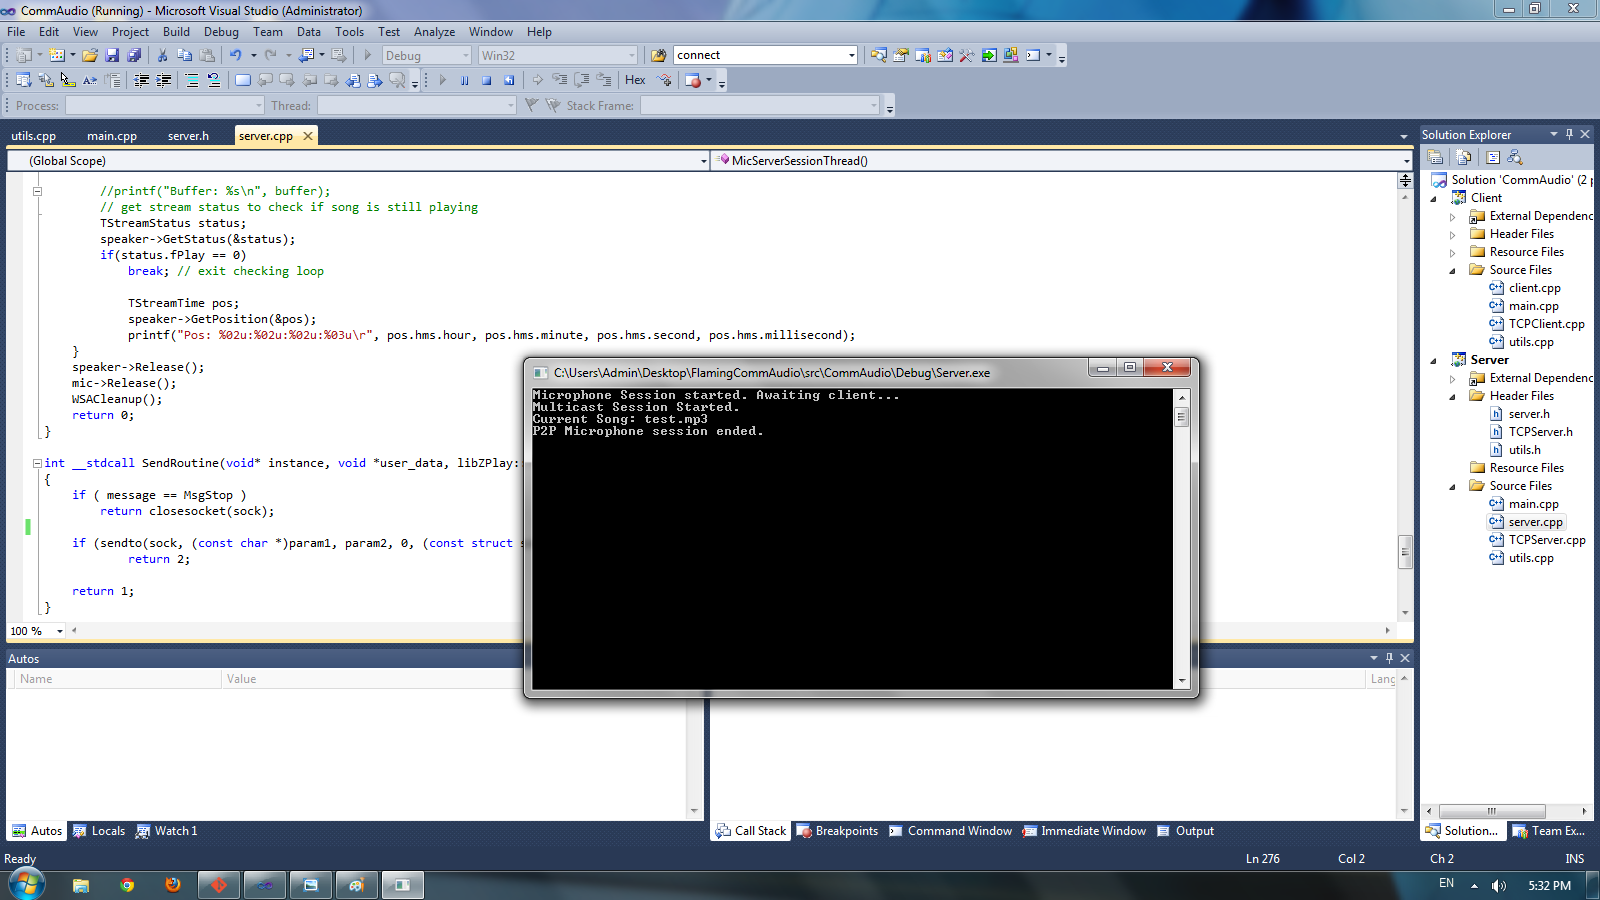 CommAudio (Running) - Microsoft Visual Studio (Administrator)
File Edit View Project Build Debug Team Data Tools Test Analyze Window Help
Debug Win32 connect
Hex
Process: Thread: Stack Frame:
utils.cpp main.cpp server.h server.cpp
(Global Scope) MicServerSessionThread()
//printf("Buffer: %s\n", buffer);
// get stream status to check if song is still playing
TStreamStatus status;
speaker->GetStatus(&status);
if(status.fPlay == 0)
break; // exit checking loop
TStreamTime pos;
speaker->GetPosition(&pos);
printf("Pos: %02u:%02u:%02u:%03u\r", pos.hms.hour, pos.hms.minute, pos.hms.second, pos.hms.millisecond);
}
speaker->Release();
mic->Release();
WSACleanup();
return 0;
}
int __stdcall SendRoutine(void* instance, void *user_data, libZPlay:
{
if ( message == MsgStop )
return closesocket(sock);
if (sendto(sock, (const char *)param1, param2, 0, (const struct s
return 2;
return 1;
}
100 %
C:\Users\Admin\Desktop\FlamingCommAudio\src\CommAudio\Debug\Server.exe
Microphone Session started. Awaiting client...
Multicast Session Started.
Current Song: test.mp3
P2P Microphone session ended.
Solution Explorer
Solution 'CommAudio' (2 p
Client
External Dependenc
Header Files
Resource Files
Source Files
client.cpp
main.cpp
TCPClient.cpp
utils.cpp
Server
External Dependenc
Header Files
server.h
TCPServer.h
utils.h
Resource Files
Source Files
main.cpp
server.cpp
TCPServer.cpp
utils.cpp
Autos
Name Value
Lang
Autos Locals Watch 1
Call Stack Breakpoints Command Window Immediate Window Output
Solution... Team Ex...
Ready Ln 276 Col 2 Ch 2 INS
EN 5:32 PM